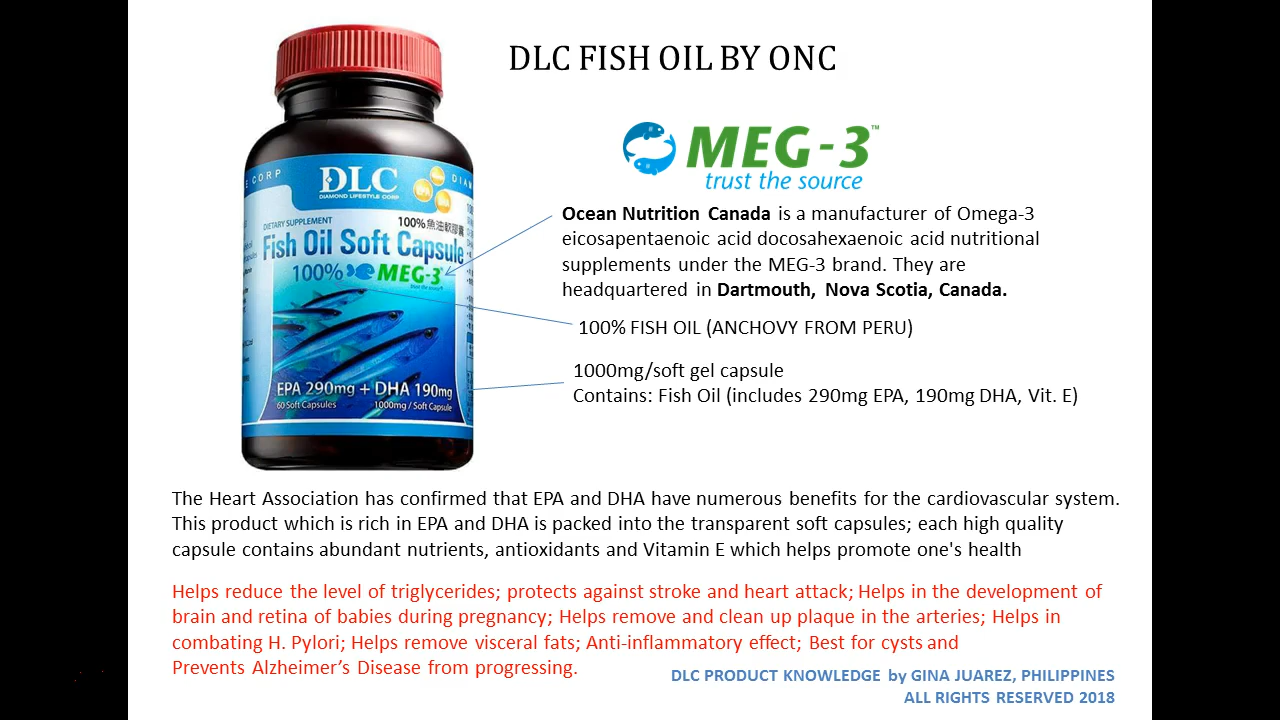 DLC FISH OIL BY ONC
MEG-3™
trust the source
E CORP
DLC
DIAMOND LIFESTYLE CORP
DIAM
DIETARY SUPPLEMENT
100%魚油軟膠囊
Fish Oil Soft Capsule
100% MEG-3
trust the source
EPA 290mg + DHA 190mg
60 Soft Capsules 1000mg / Soft Capsule
Ocean Nutrition Canada is a manufacturer of Omega-3
eicosapentaenoic acid docosahexaenoic acid nutritional
supplements under the MEG-3 brand. They are
headquartered in Dartmouth, Nova Scotia, Canada.
100% FISH OIL (ANCHOVY FROM PERU)
1000mg/soft gel capsule
Contains: Fish Oil (includes 290mg EPA, 190mg DHA, Vit. E)
The Heart Association has confirmed that EPA and DHA have numerous benefits for the cardiovascular system.
This product which is rich in EPA and DHA is packed into the transparent soft capsules; each high quality
capsule contains abundant nutrients, antioxidants and Vitamin E which helps promote one's health
Helps reduce the level of triglycerides; protects against stroke and heart attack; Helps in the development of
brain and retina of babies during pregnancy; Helps remove and clean up plaque in the arteries; Helps in
combating H. Pylori; Helps remove visceral fats; Anti-inflammatory effect; Best for cysts and
Prevents Alzheimer’s Disease from progressing.
DLC PRODUCT KNOWLEDGE by GINA JUAREZ, PHILIPPINES
ALL RIGHTS RESERVED 2018